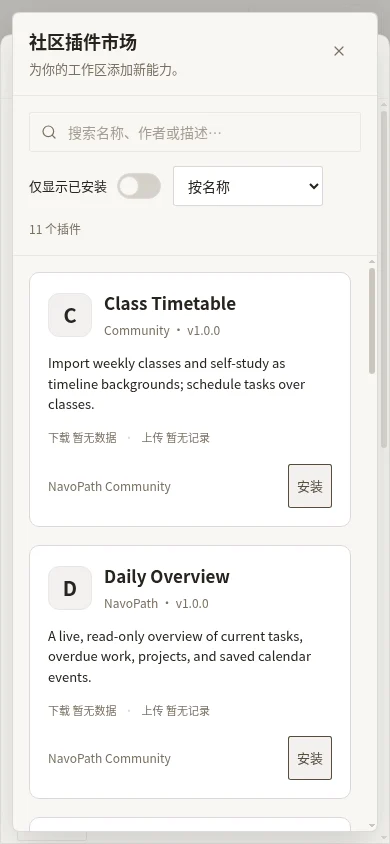 社区插件市场
为你的工作区添加新能力。
搜索名称、作者或描述…
仅显示已安装
按名称
11 个插件
C
Class Timetable
Community • v1.0.0
Import weekly classes and self-study as
timeline backgrounds; schedule tasks over
classes.
下载 暂无数据 · 上传 暂无记录
NavoPath Community
安装
D
Daily Overview
NavoPath • v1.0.0
A live, read-only overview of current tasks,
overdue work, projects, and saved calendar
events.
下载 暂无数据 · 上传 暂无记录
NavoPath Community
安装